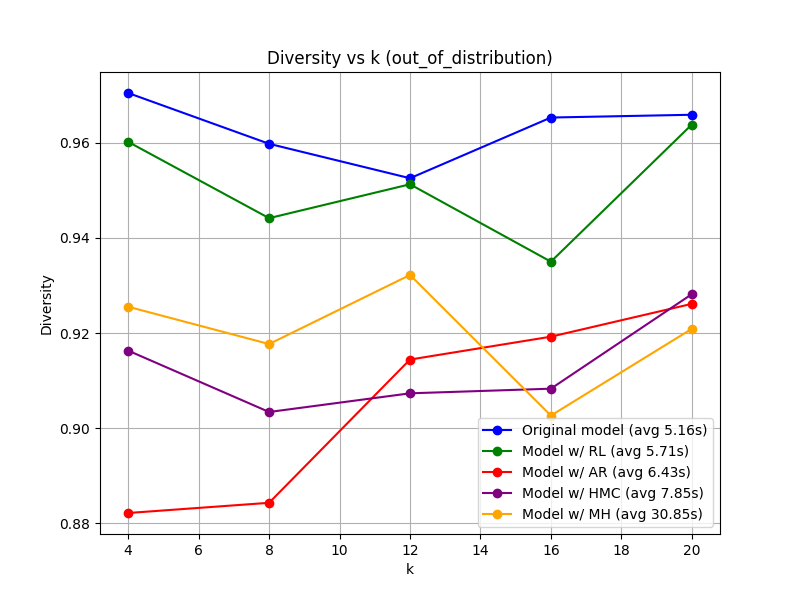 Diversity vs k (out_of_distribution)
Diversity
0.96
0.94
0.92
0.90
0.88
4 6 8 10 12 14 16 18 20
k
Original model (avg 5.16s)
Model w/ RL (avg 5.71s)
Model w/ AR (avg 6.43s)
Model w/ HMC (avg 7.85s)
Model w/ MH (avg 30.85s)